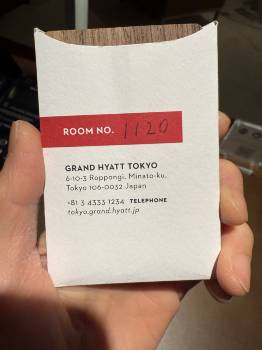 ROOM NO. 1120
GRAND HYATT TOKYO
6-10-3 Roppongi, Minato-ku,
Tokyo 106-0032 Japan
+81 3 4333 1234 TELEPHONE
tokyo.grand.hyatt.jp